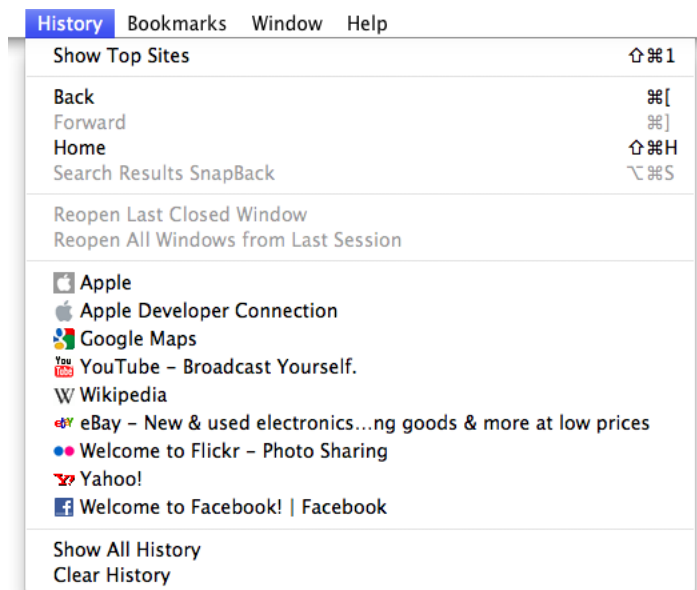 History Bookmarks Window Help
Show Top Sites ⇧⌘1
Back ⌘[
Forward ⌘]
Home ⇧⌘H
Search Results SnapBack ⌥⌘S
Reopen Last Closed Window
Reopen All Windows from Last Session
Apple
Apple Developer Connection
Google Maps
You Tube YouTube – Broadcast Yourself.
W Wikipedia
ebY eBay – New & used electronics...ng goods & more at low prices
Welcome to Flickr – Photo Sharing
Y! Yahoo!
f Welcome to Facebook! | Facebook
Show All History
Clear History